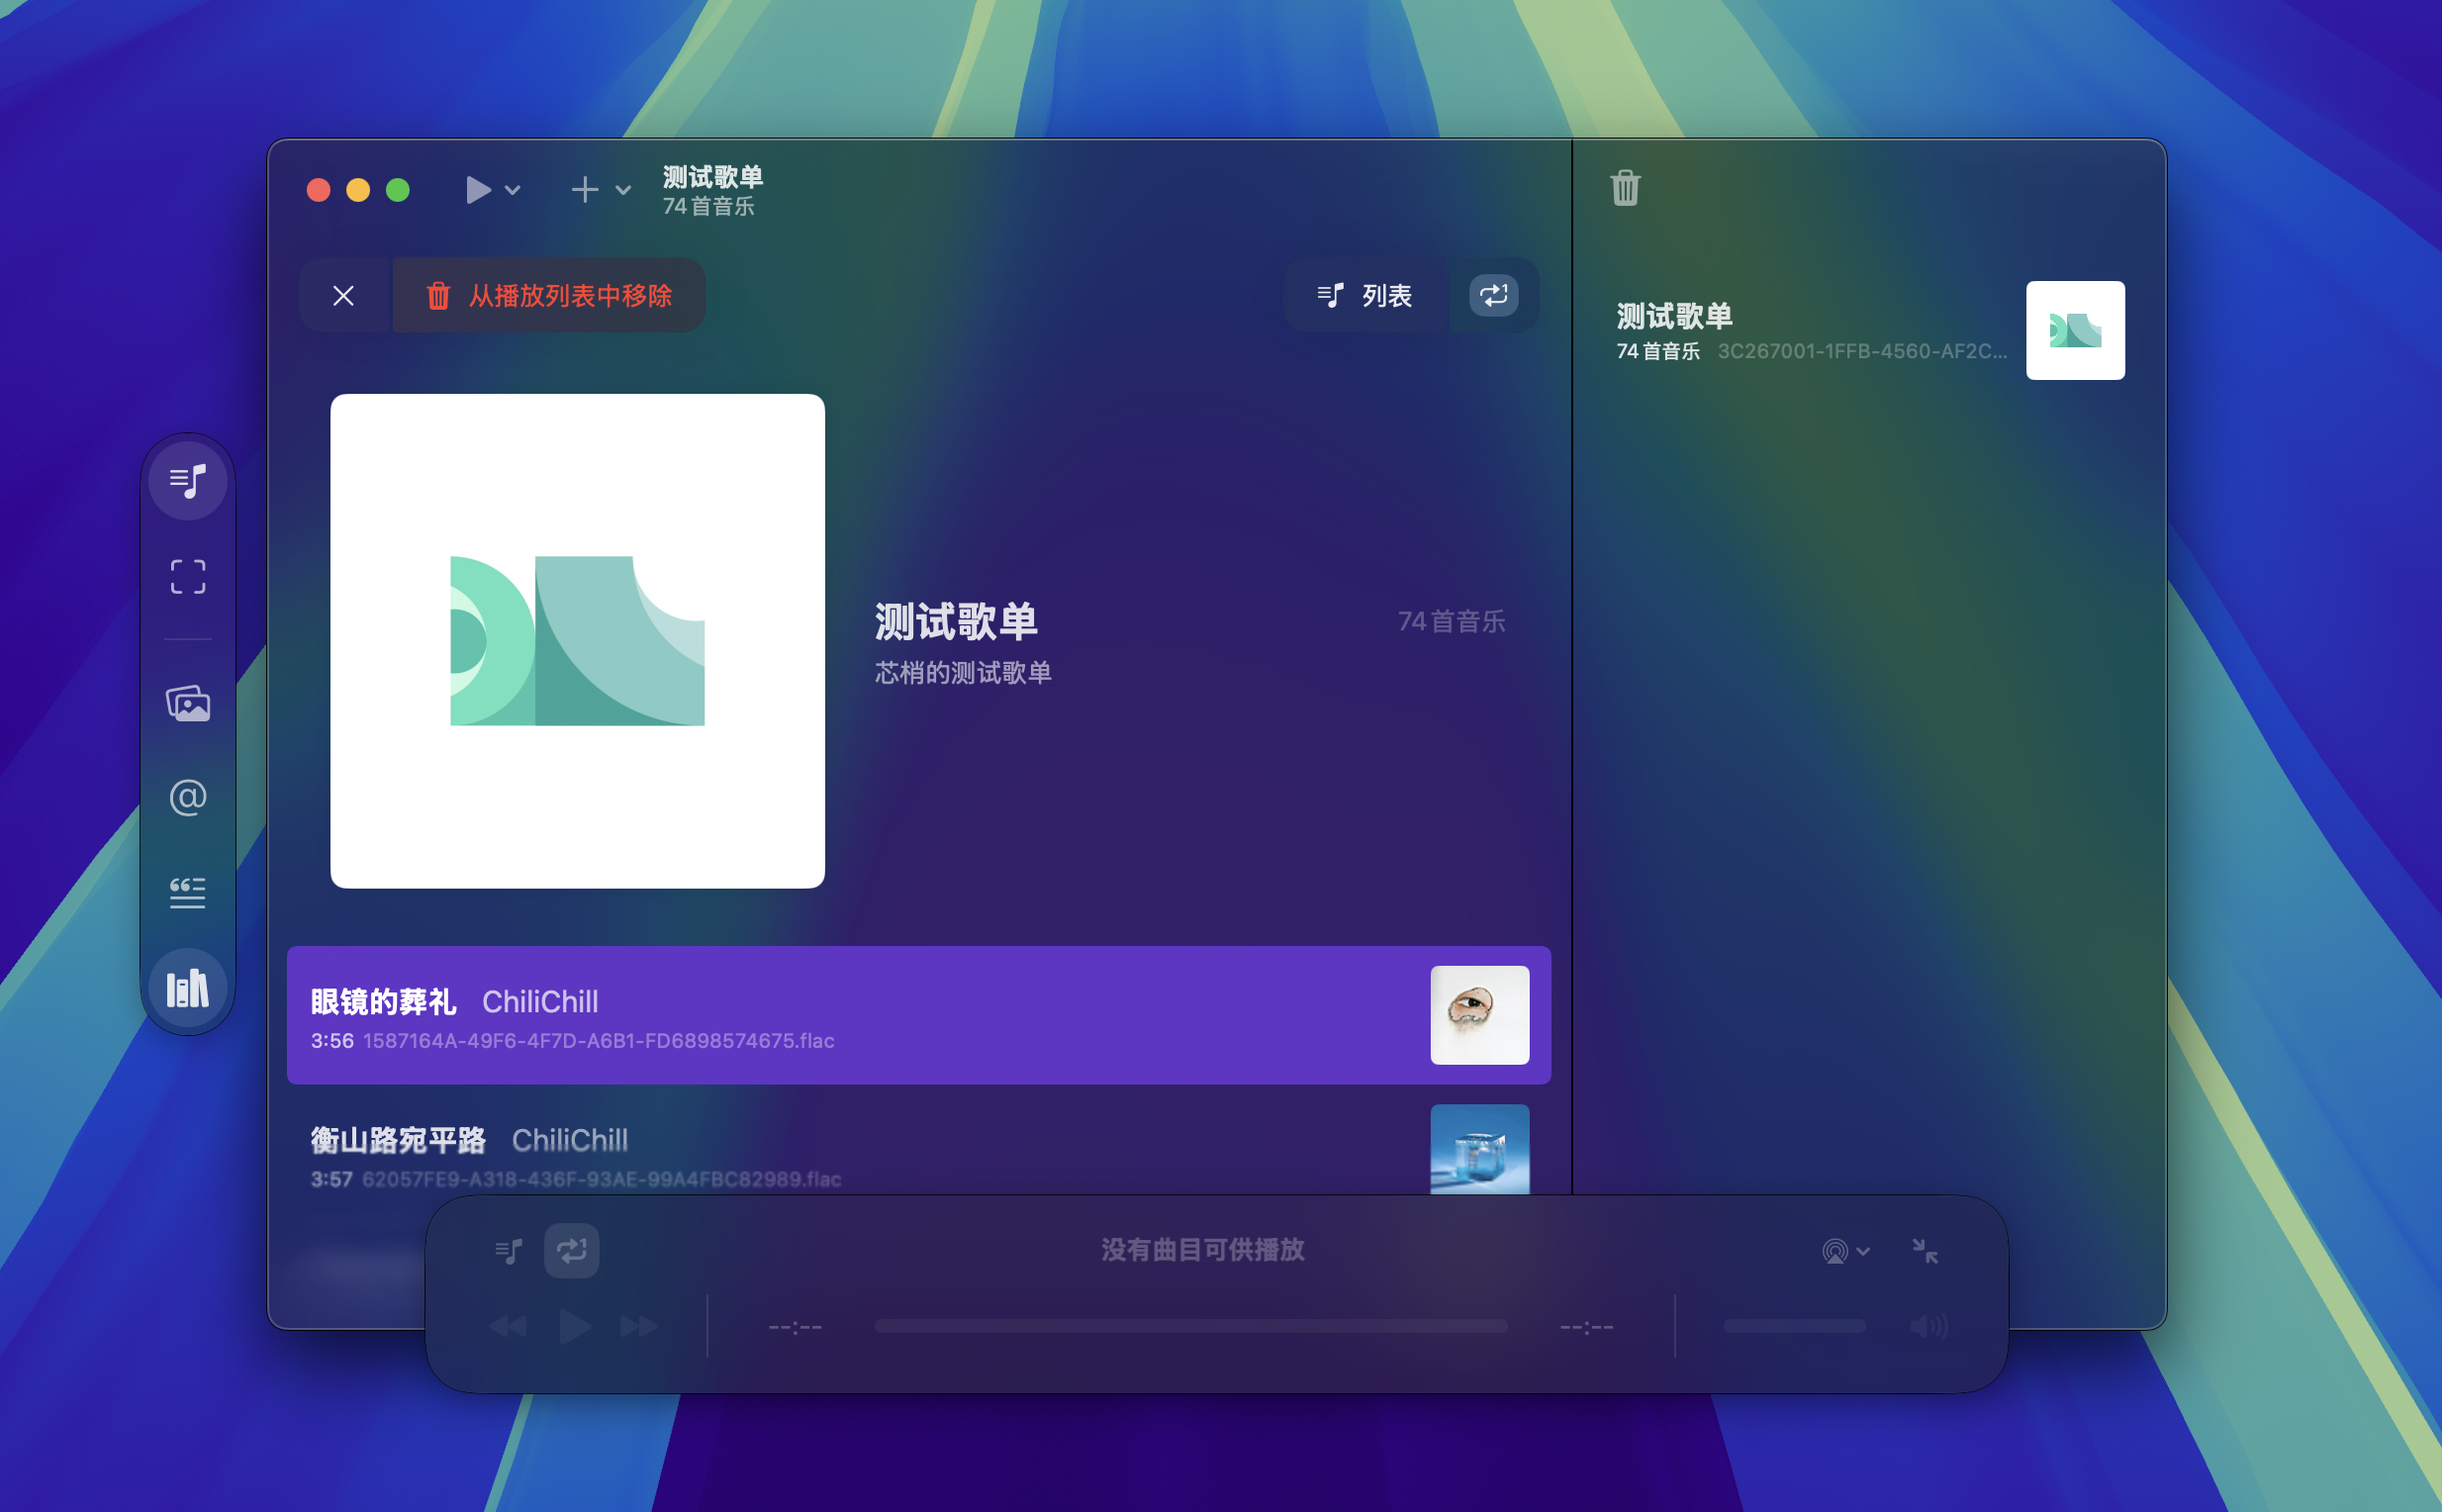 测试歌单
74 首音乐
从播放列表中移除
列表
测试歌单
74 首音乐 3C267001-1FFB-4560-AF2C...
测试歌单
74 首音乐
芯梢的测试歌单
眼镜的葬礼 ChiliChill
3:56 1587164A-49F6-4F7D-A6B1-FD6898574675.flac
衡山路宛平路 ChiliChill
3:57 62057FE9-A318-436F-93AE-99A4FBC82989.flac
没有曲目可供播放
--:--
--:--